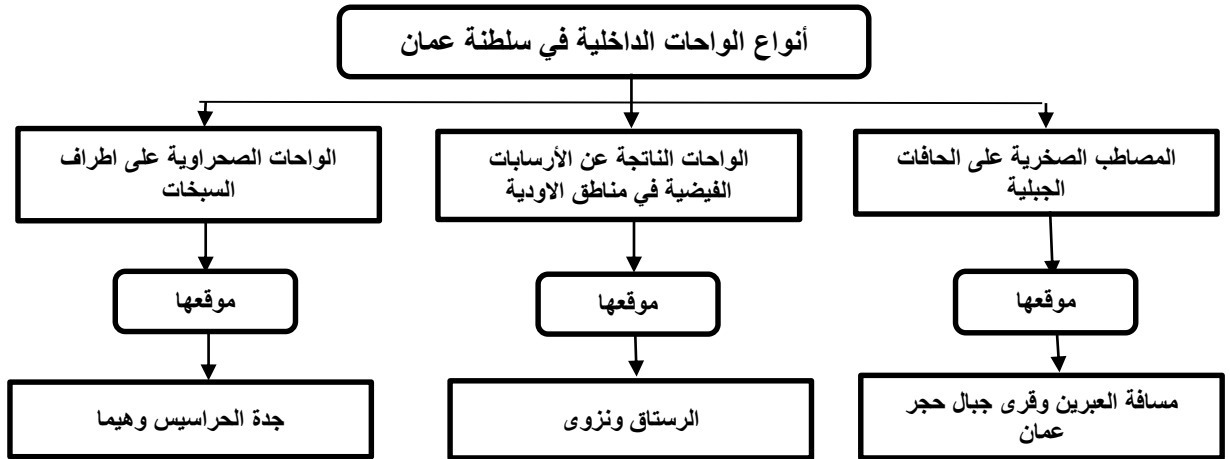 أنواع الواحات الداخلية في سلطنة عمان
المصاطب الصخرية على الحافات
الجبلية
الواحات الناتجة عن الأرسابات
الفيضية في مناطق الاودية
الواحات الصحراوية على اطراف
السبخات
موقعها
موقعها
موقعها
مسافة العبرين وقرى جبال حجر
عمان
الرستاق ونزوى
جدة الحراسيس وهيما